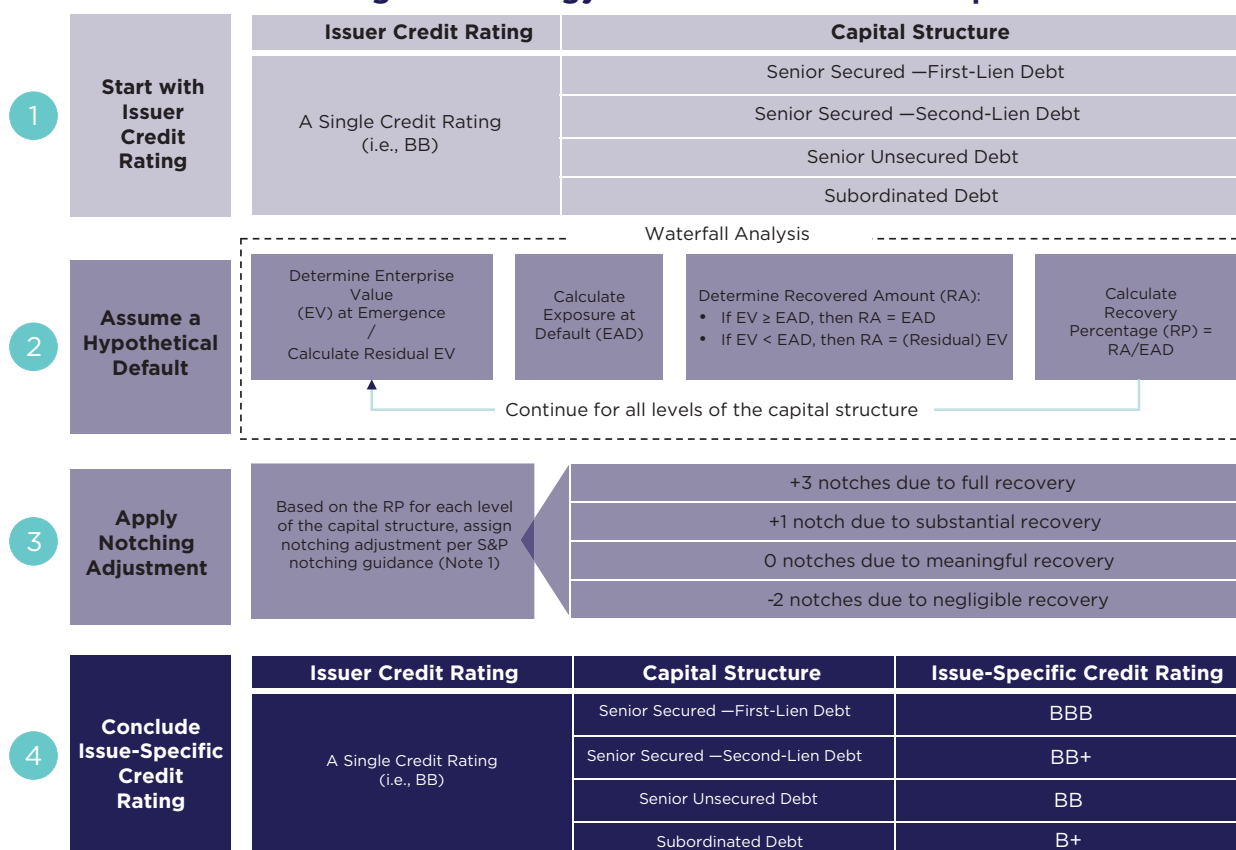 Issuer Credit Rating
Capital Structure
1
Start with
Issuer
Credit
Rating
A Single Credit Rating
(i.e., BB)
Senior Secured —First-Lien Debt
Senior Secured —Second-Lien Debt
Senior Unsecured Debt
Subordinated Debt
Waterfall Analysis
2
Assume a
Hypothetical
Default
Determine Enterprise
Value
(EV) at Emergence
/
Calculate Residual EV
Calculate
Exposure at
Default (EAD)
Determine Recovered Amount (RA):
• If EV ≥ EAD, then RA = EAD
• If EV < EAD, then RA = (Residual) EV
Calculate
Recovery
Percentage (RP) =
RA/EAD
Continue for all levels of the capital structure
3
Apply
Notching
Adjustment
Based on the RP for each level
of the capital structure, assign
notching adjustment per S&P
notching guidance (Note 1)
+3 notches due to full recovery
+1 notch due to substantial recovery
0 notches due to meaningful recovery
-2 notches due to negligible recovery
4
Conclude
Issue-Specific
Credit
Rating
Issuer Credit Rating
Capital Structure
Issue-Specific Credit Rating
A Single Credit Rating
(i.e., BB)
Senior Secured —First-Lien Debt
BBB
Senior Secured —Second-Lien Debt
BB+
Senior Unsecured Debt
BB
Subordinated Debt
B+